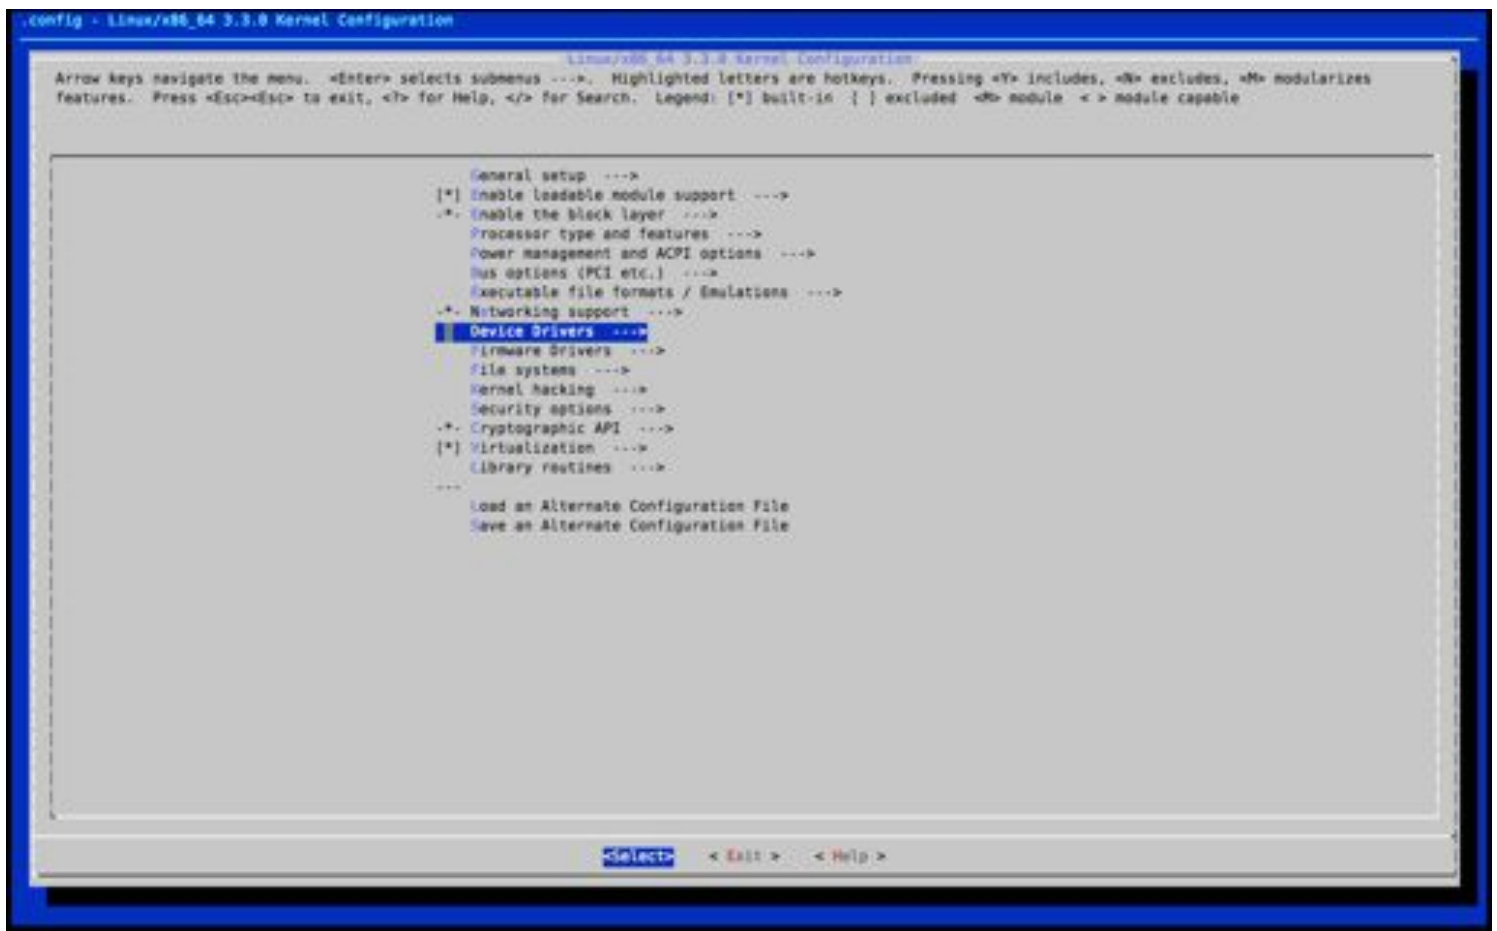 .config - Linux/x86_64 3.3.0 Kernel Configuration
Linux/x86_64 3.3.0 Kernel Configuration
Arrow keys navigate the menu.  <Enter> selects submenus --->.  Highlighted letters are hotkeys.  Pressing <Y> includes, <N> excludes, <M> modularizes
features.  Press <Esc><Esc> to exit, <?> for Help, </> for Search.  Legend: [*] built-in  [ ] excluded  <M> module  < > module capable
General setup  --->
[*] Enable loadable module support  --->
-*- Enable the block layer  --->
Processor type and features  --->
Power management and ACPI options  --->
Bus options (PCI etc.)  --->
Executable file formats / Emulations  --->
-*- Networking support  --->
Device Drivers  --->
Firmware Drivers  --->
File systems  --->
Kernel hacking  --->
Security options  --->
-*- Cryptographic API  --->
[*] Virtualization  --->
Library routines  --->
---
Load an Alternate Configuration File
Save an Alternate Configuration File
<Select>    < Exit >    < Help >